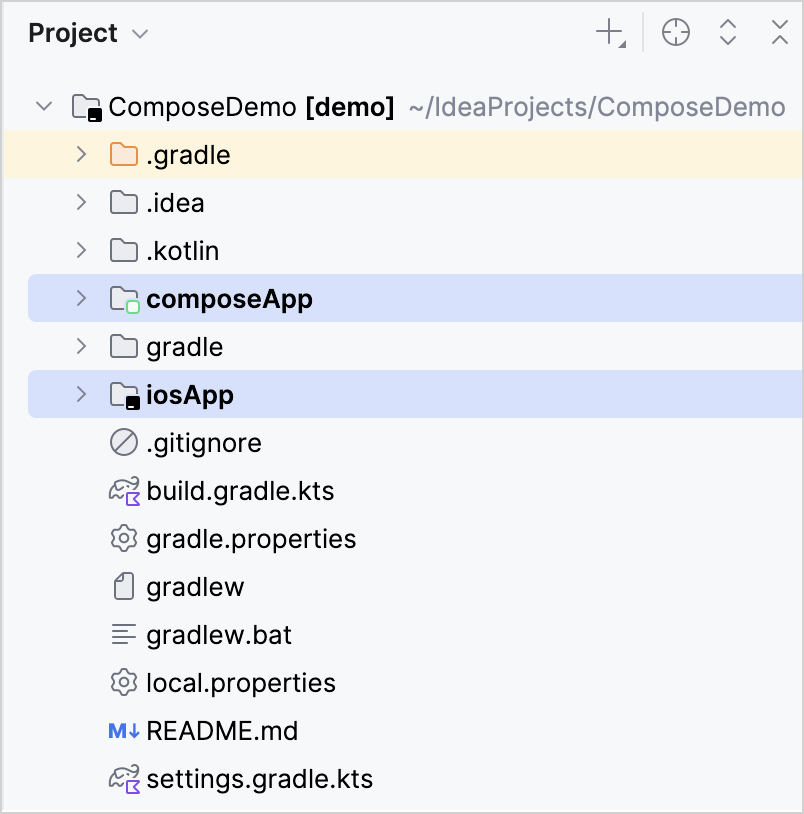 Project
ComposeDemo [demo] ~/IdeaProjects/ComposeDemo
.gradle
.idea
.kotlin
composeApp
gradle
iosApp
.gitignore
build.gradle.kts
gradle.properties
gradlew
gradlew.bat
local.properties
M↓ README.md
settings.gradle.kts